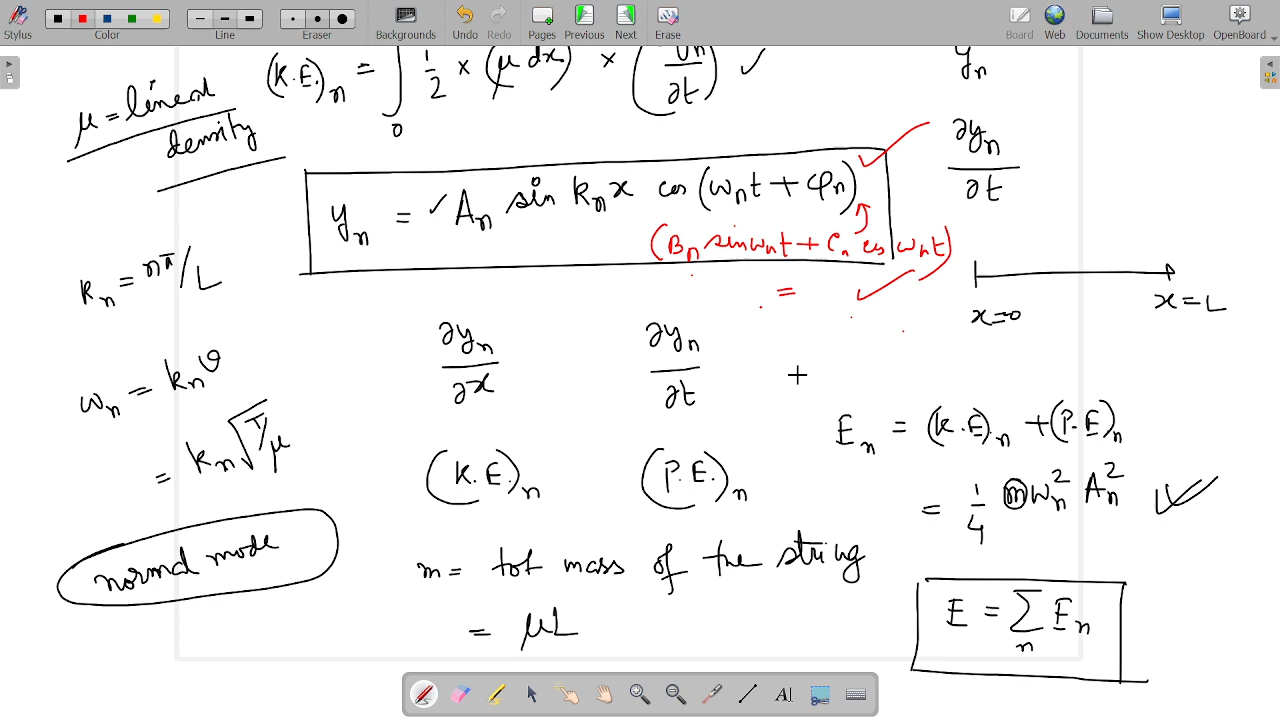 Stylus
Color
Line
Eraser
Backgrounds
Undo
Redo
Pages
Previous
Next
Erase
Board
Web
Documents
Show Desktop
OpenBoard
μ = lineal density
(K.E.)n = ∫0 1/2 × (μ dx) × (∂n/∂t) ✓
yn
∂yn/∂t
yn = ✓ An sin knx cos (ωnt + φn)
(Bn sinωnt + Cn cos ωnt)
=
kn = nπ/L
x=0
x=L
ωn = knv
= kn √T/μ
∂yn/∂x
∂yn/∂t
+
(K.E.)n
(P.E.)n
En = (K.E)n + (P.E)n
= 1/4 m ωn² An²
normal mode
m = tot mass of the string
= μL
E = Σn En